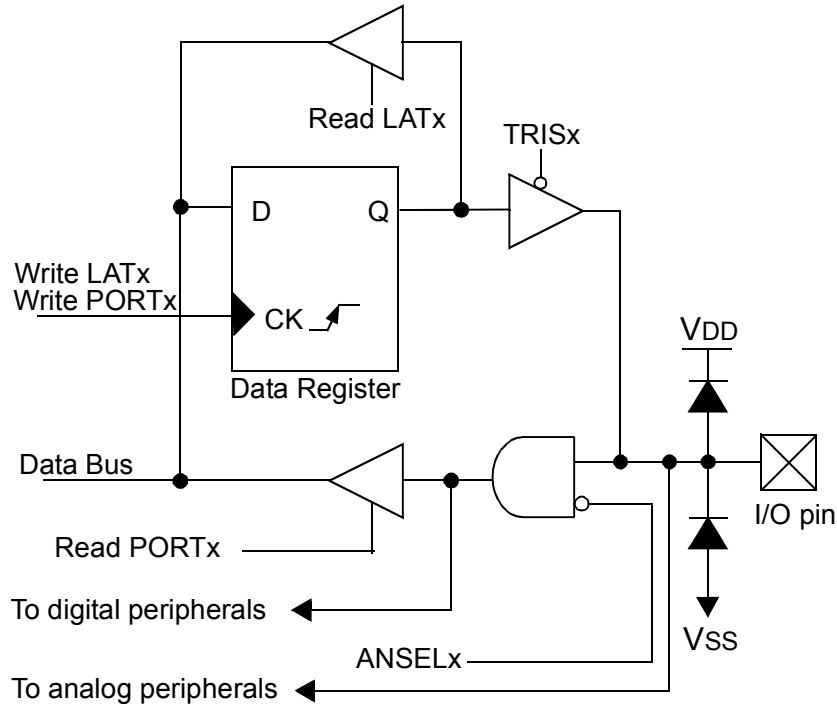 Read LATx
TRISx
D
Q
Write LATx
Write PORTx
CK
VDD
Data Register
Data Bus
I/O pin
Read PORTx
To digital peripherals
VSS
ANSELx
To analog peripherals